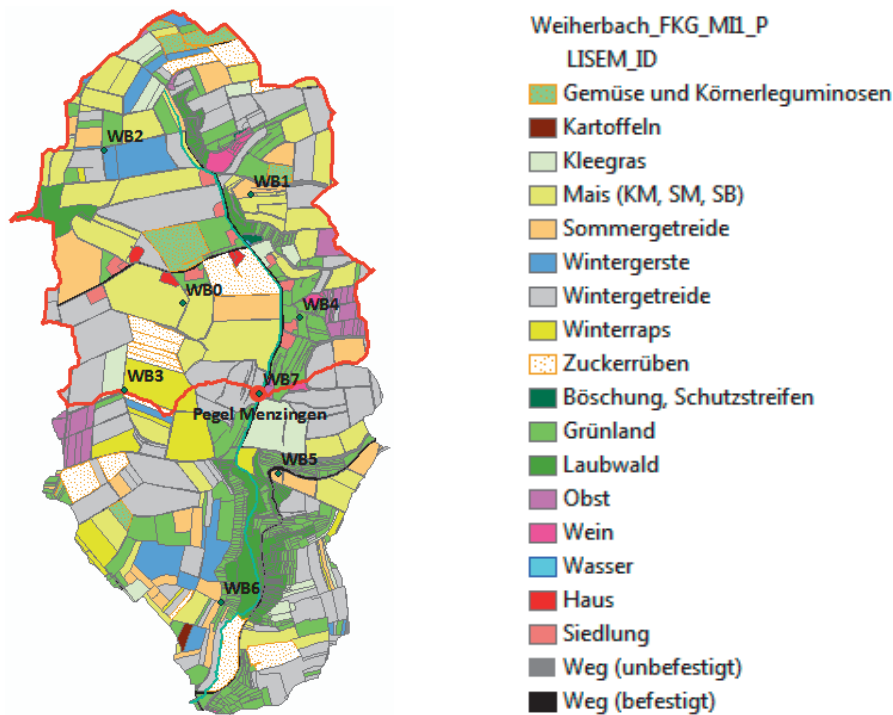 Weiherbach_FKG_MI1_P
LISEM_ID
Gemüse und Körnerleguminosen
Kartoffeln
Kleegras
Mais (KM, SM, SB)
Sommergetreide
Wintergerste
Wintergetreide
Winterraps
Zuckerrüben
Böschung, Schutzstreifen
Grünland
Laubwald
Obst
Wein
Wasser
Haus
Siedlung
Weg (unbefestigt)
Weg (befestigt)
WB2
WB1
WB0
WB4
WB3
WB7
Pegel Menzingen
WB5
WB6